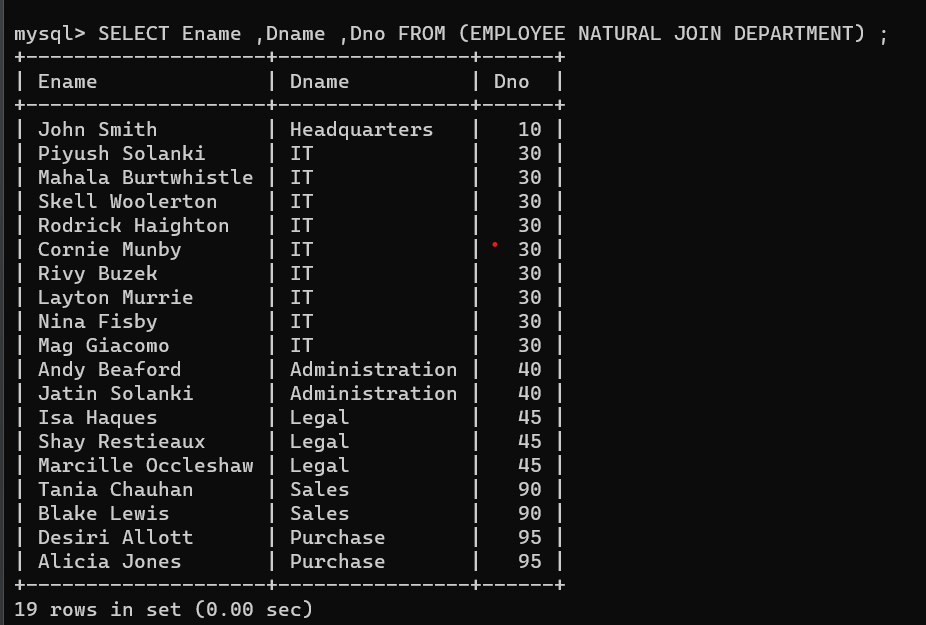 mysql> SELECT Ename ,Dname ,Dno FROM (EMPLOYEE NATURAL JOIN DEPARTMENT) ;
+--------------------+----------------+------+
| Ename              | Dname          | Dno  |
+--------------------+----------------+------+
| John Smith         | Headquarters   |   10 |
| Piyush Solanki     | IT             |   30 |
| Mahala Burtwhistle | IT             |   30 |
| Skell Woolerton    | IT             |   30 |
| Rodrick Haighton   | IT             |   30 |
| Cornie Munby       | IT             |   30 |
| Rivy Buzek         | IT             |   30 |
| Layton Murrie      | IT             |   30 |
| Nina Fisby         | IT             |   30 |
| Mag Giacomo        | IT             |   30 |
| Andy Beaford       | Administration |   40 |
| Jatin Solanki      | Administration |   40 |
| Isa Haques         | Legal          |   45 |
| Shay Restieaux     | Legal          |   45 |
| Marcille Occleshaw | Legal          |   45 |
| Tania Chauhan      | Sales          |   90 |
| Blake Lewis        | Sales          |   90 |
| Desiri Allott      | Purchase       |   95 |
| Alicia Jones       | Purchase       |   95 |
+--------------------+----------------+------+
19 rows in set (0.00 sec)